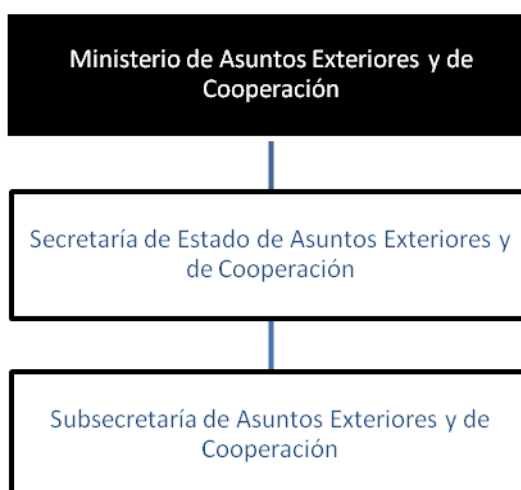 Ministerio de Asuntos Exteriores y de
Cooperación
Secretaría de Estado de Asuntos Exteriores y
de Cooperación
Subsecretaría de Asuntos Exteriores y de
Cooperación